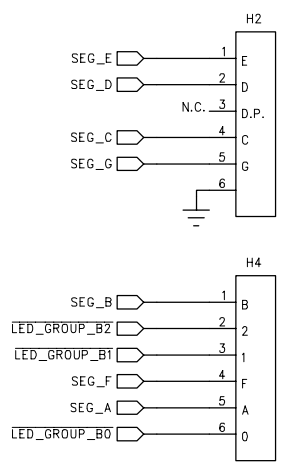 H2
SEG_E 1 E
SEG_D 2 D
N.C. 3 D.P.
SEG_C 4 C
SEG_G 5 G
6
H4
SEG_B 1 B
LED_GROUP_B2 2 2
LED_GROUP_B1 3 1
SEG_F 4 F
SEG_A 5 A
LED_GROUP_B0 6 0